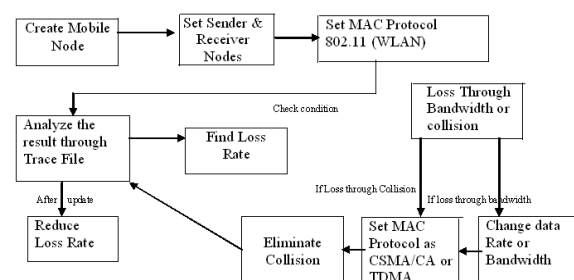 Create Mobile
Node
Set Sender &
Receiver
Nodes
Set MAC Protocol
802.11 (WLAN)
Check condition
Loss Through
Bandwidth or
collision
Analyze the
result through
Trace File
Find Loss
Rate
After update
If Loss through Collision
If loss through bandwidth
Reduce
Loss Rate
Eliminate
Collision
Set MAC
Protocol as
CSMA/CA or
TDMA
Change data
Rate or
Bandwidth